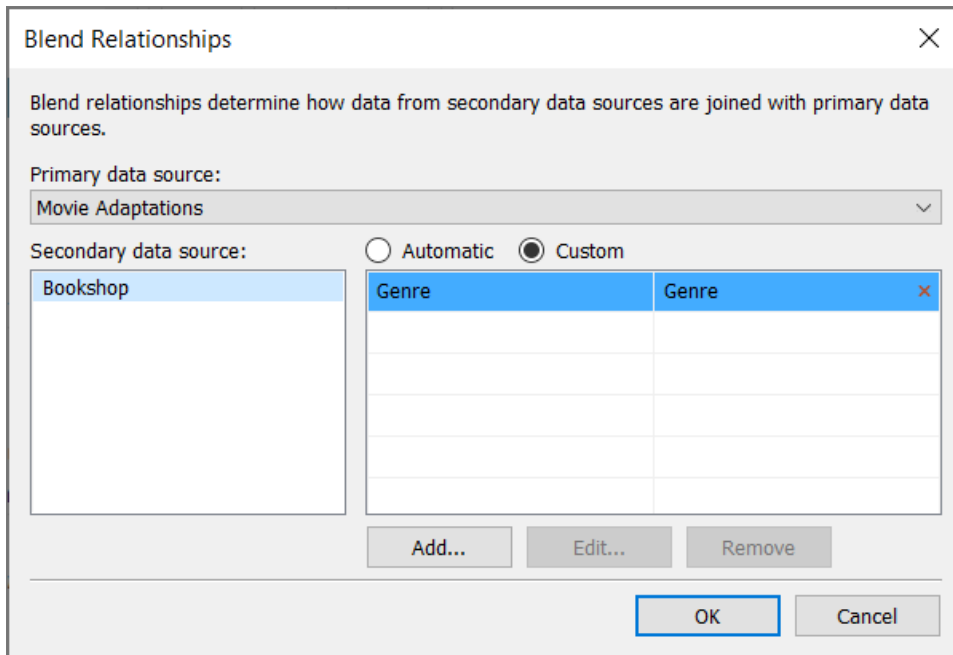 Blend Relationships
Blend relationships determine how data from secondary data sources are joined with primary data
sources.
Primary data source:
Movie Adaptations
Secondary data source:
Automatic
Custom
Bookshop
Genre
Genre
Add...
Edit...
Remove
OK
Cancel